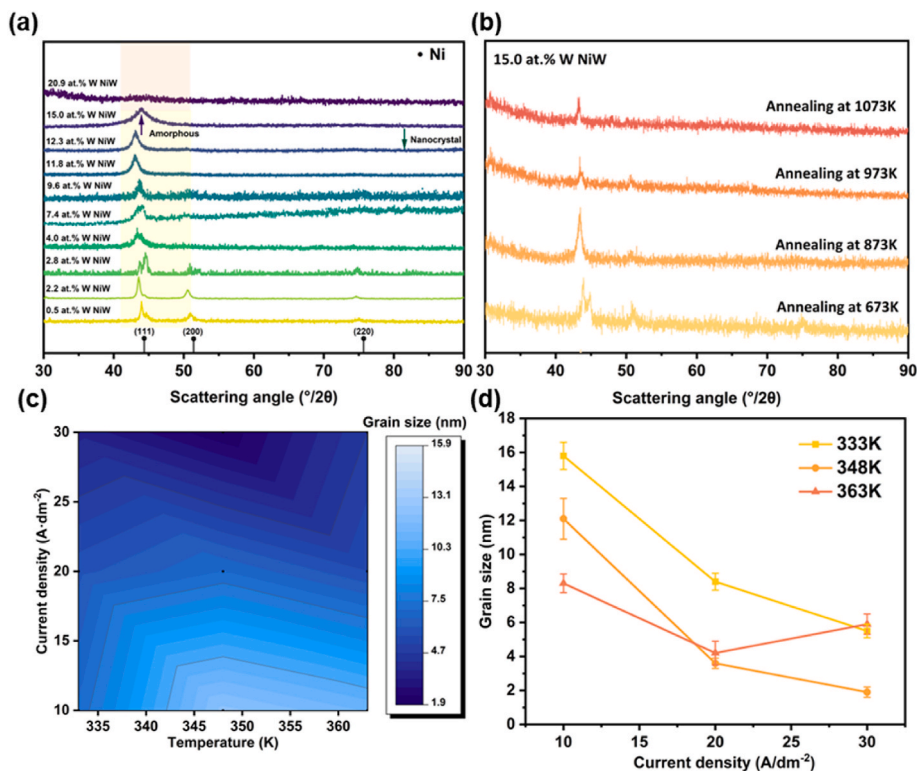 (a)
• Ni
20.9 at.% W NiW
15.0 at.% W NiW
Amorphous
12.3 at.% W NiW
Nanocrystal
11.8 at.% W NiW
9.6 at.% W NiW
7.4 at.% W NiW
4.0 at.% W NiW
2.8 at.% W NiW
2.2 at.% W NiW
0.5 at.% W NiW
(111)
(200)
(220)
30 40 50 60 70 80 90
Scattering angle (°/2θ)
(b)
15.0 at.% W NiW
Annealing at 1073K
Annealing at 973K
Annealing at 873K
Annealing at 673K
30 40 50 60 70 80 90
Scattering angle (°/2θ)
(c)
Grain size (nm)
30
25
20
15
10
Current density (A·dm⁻²)
335 340 345 350 355 360
Temperature (K)
15.9
13.1
10.3
7.5
4.7
1.9
(d)
18
16
14
12
10
8
6
4
2
0
Grain size (nm)
333K
348K
363K
10 20 30
Current density (A/dm⁻²)